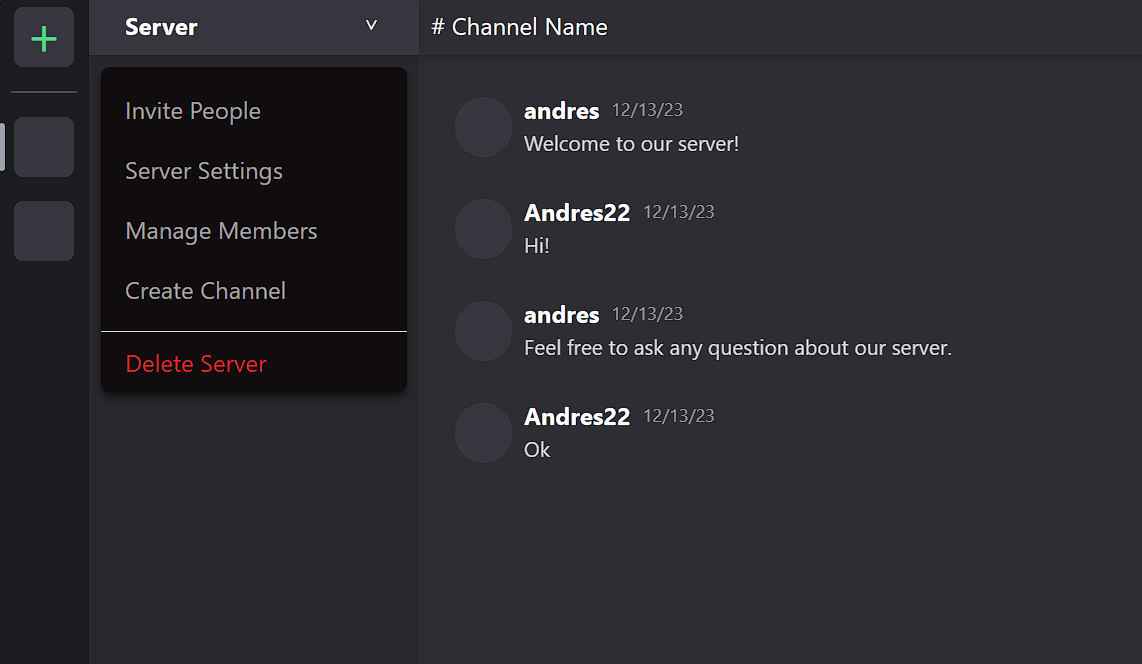 Server
Invite People
Server Settings
Manage Members
Create Channel
Delete Server
# Channel Name
andres 12/13/23
Welcome to our server!
Andres22 12/13/23
Hi!
andres 12/13/23
Feel free to ask any question about our server.
Andres22 12/13/23
Ok